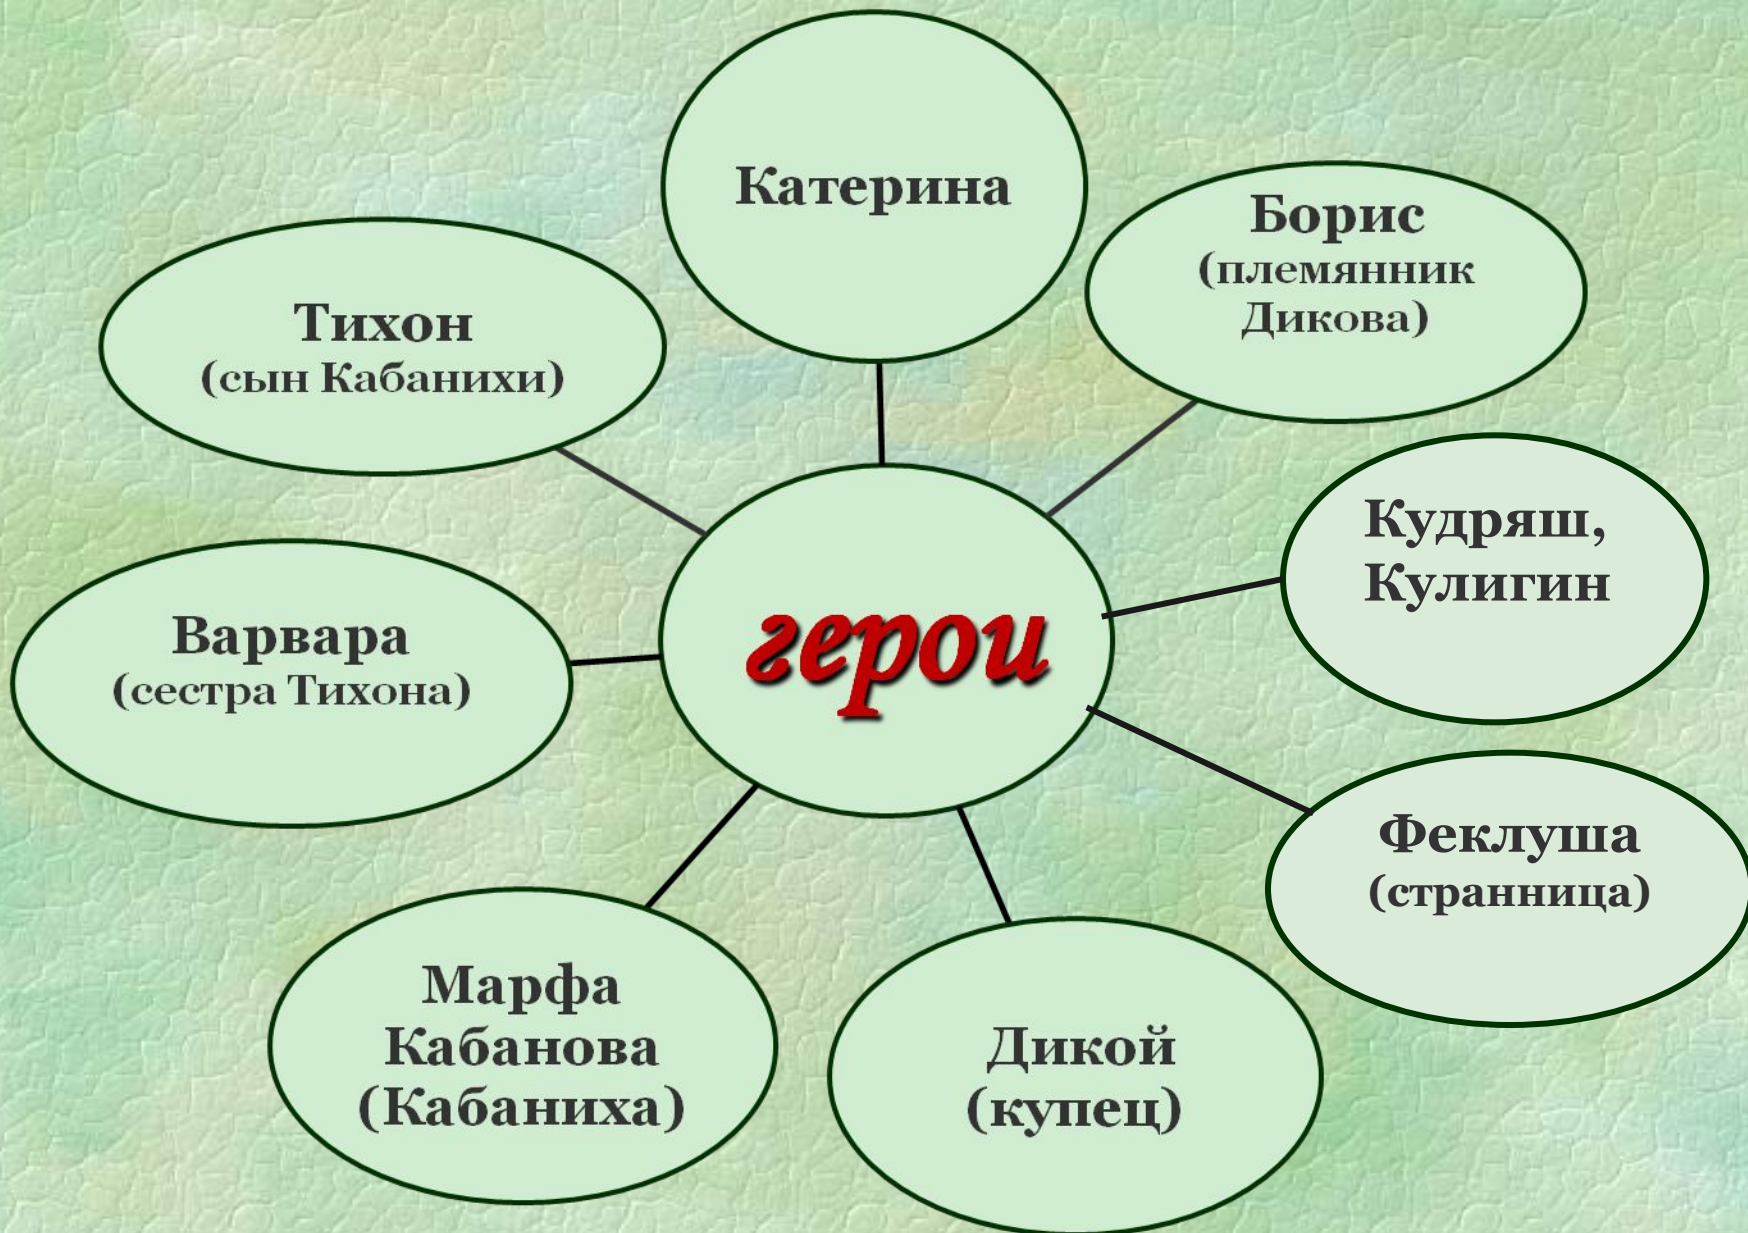 Катерина
Борис
(племянник
Дикова)
Тихон
(сын Кабанихи)
Кудряш,
Кулигин
герои
Варвара
(сестра Тихона)
Феклуша
(странница)
Марфа
Кабанова
(Кабаниха)
Дикой
(купец)